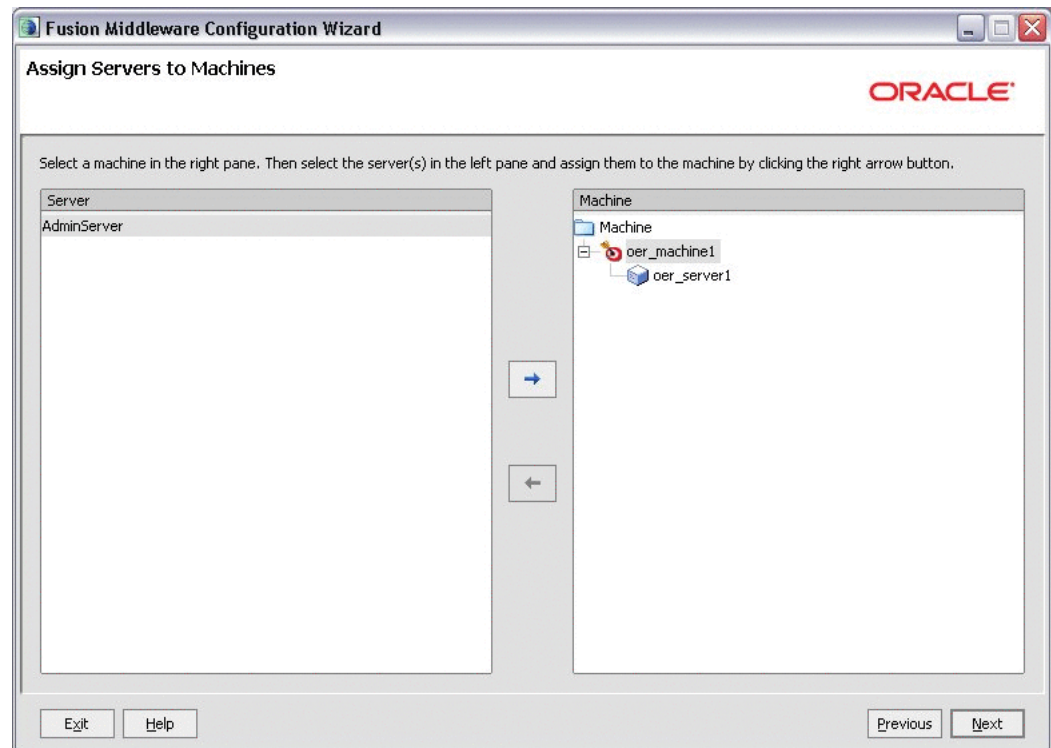 Fusion Middleware Configuration Wizard
Assign Servers to Machines
ORACLE
Select a machine in the right pane. Then select the server(s) in the left pane and assign them to the machine by clicking the right arrow button.
Server
AdminServer
Machine
Machine
oer_machine1
oer_server1
Exit Help Previous Next